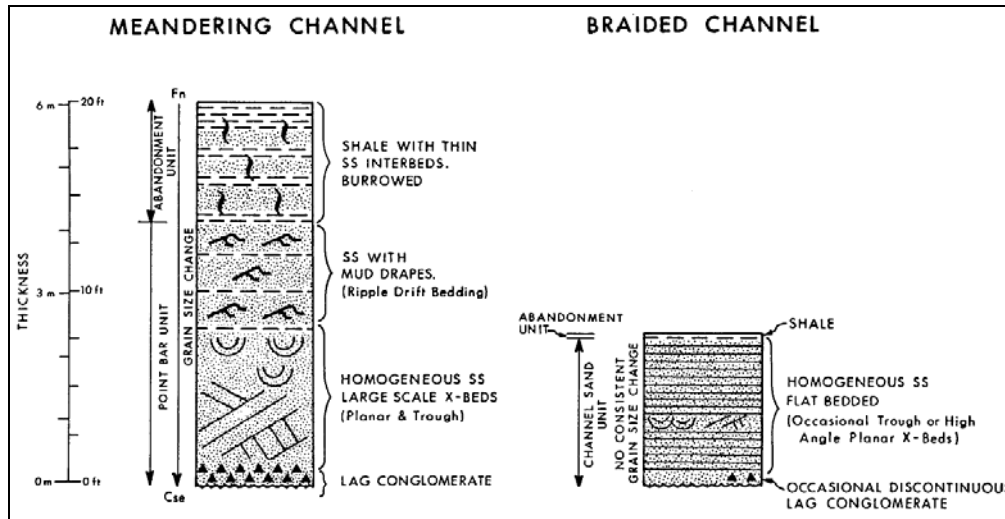 MEANDERING CHANNEL
BRAIDED CHANNEL
THICKNESS
6 m
20 ft
3 m
10 ft
0 m
0 ft
Fn
Cse
ABANDONMENT
UNIT
POINT BAR UNIT
GRAIN SIZE CHANGE
SHALE WITH THIN
SS INTERBEDS.
BURROWED
SS WITH
MUD DRAPES.
(Ripple Drift Bedding)
HOMOGENEOUS SS
LARGE SCALE X-BEDS
(Planar & Trough)
LAG CONGLOMERATE
ABANDONMENT
UNIT
CHANNEL SAND
UNIT
NO CONSISTENT
GRAIN SIZE CHANGE
SHALE
HOMOGENEOUS SS
FLAT BEDDED
(Occasional Trough or High
Angle Planar X-Beds)
OCCASIONAL DISCONTINUOUS
LAG CONGLOMERATE